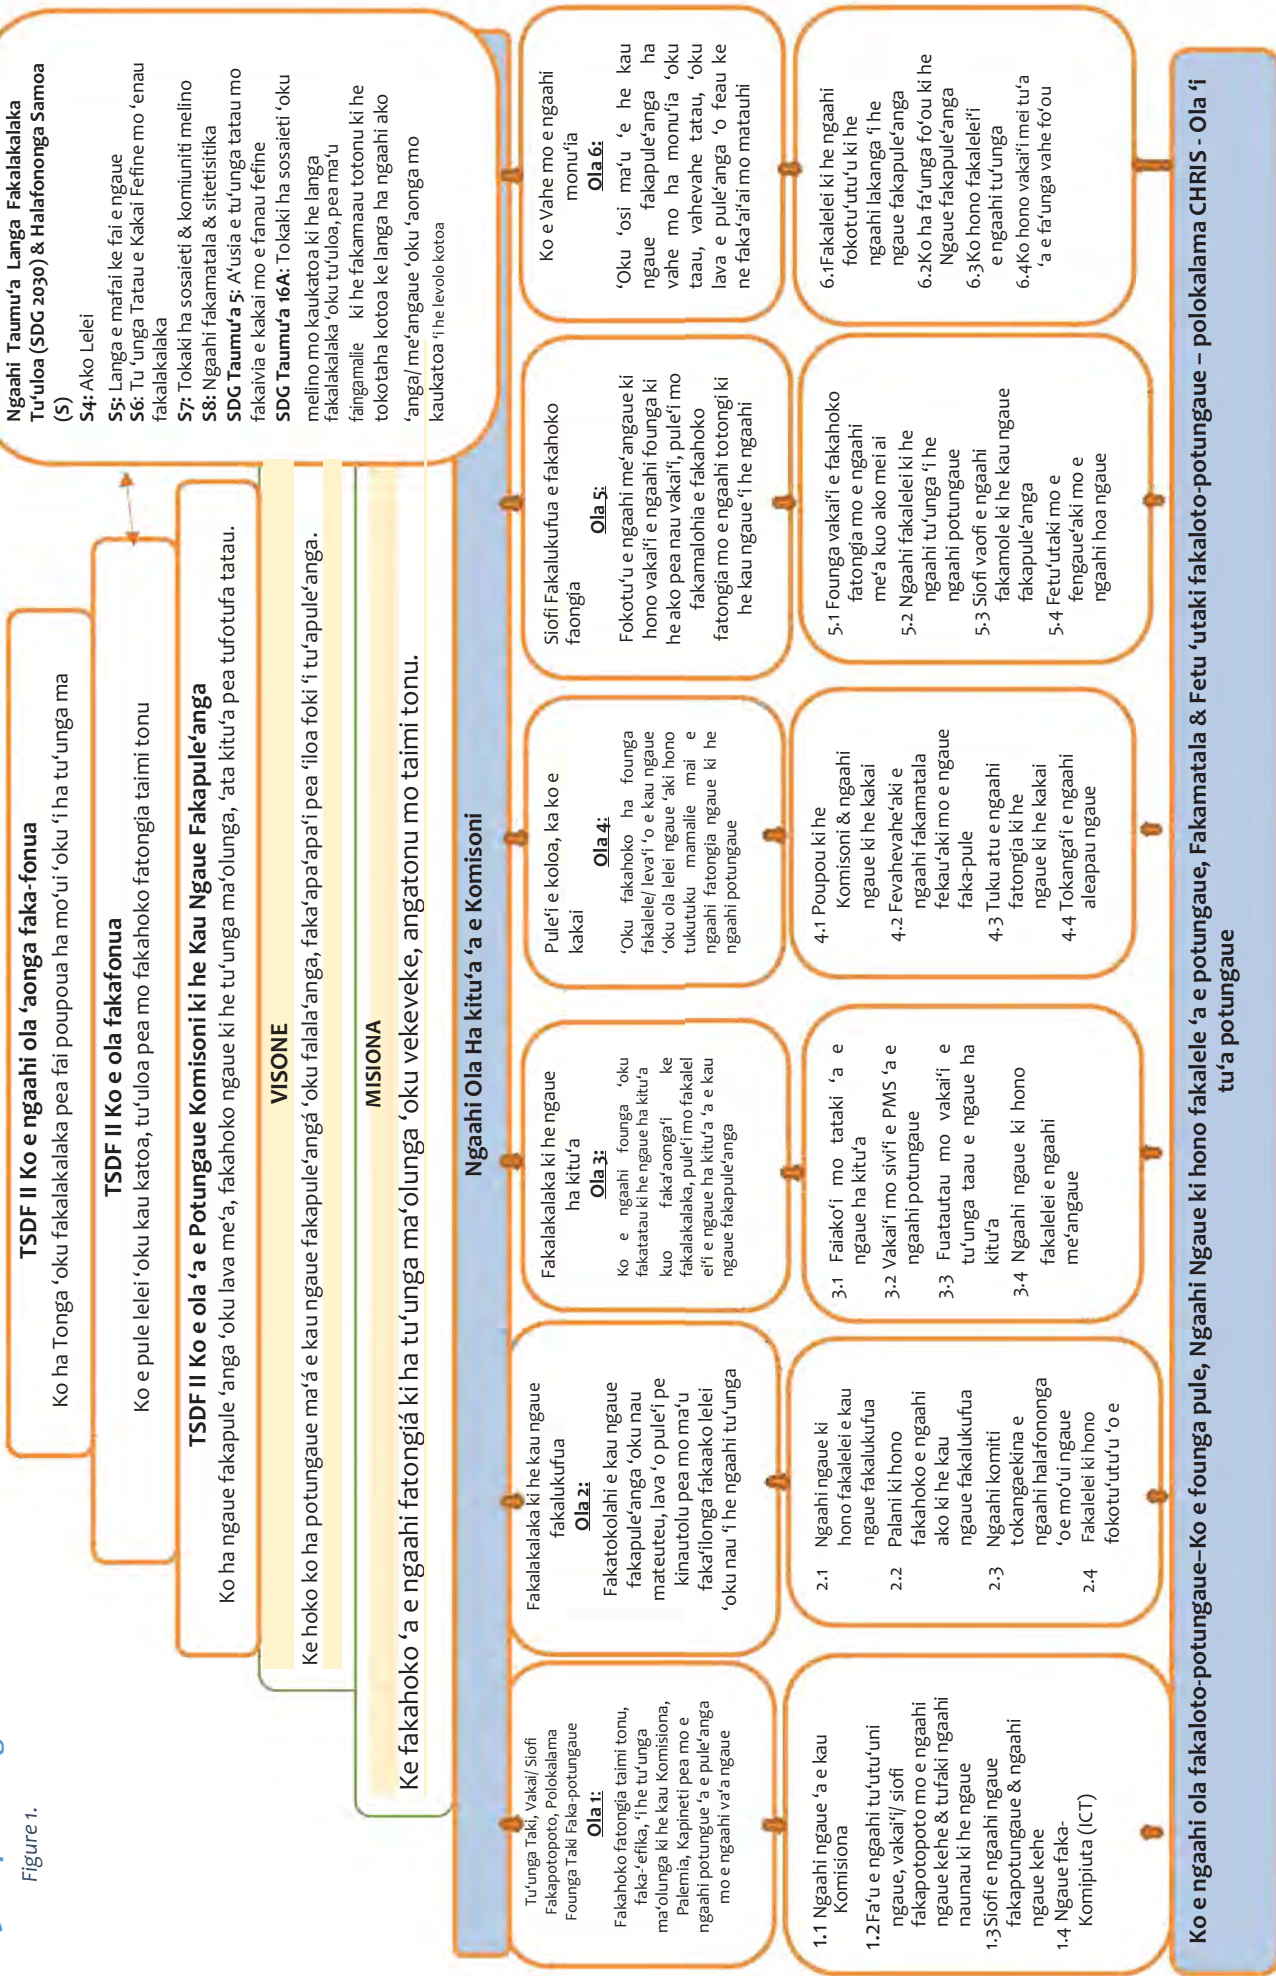 Figure 1.
TSDF II Ko e ngaahi ola ‘aonga faka-fonua
Ko ha Tonga ‘oku fakalakalaka pea fai poupoua ha mo‘ui ‘oku ‘i ha tu‘unga ma
TSDF II Ko e ola fakafonua
Ko e pule lelei ‘oku kau katoa, tu‘uloa pea mo fakahoko fatongia taimi tonu
TSDF II Ko e ola ‘a e Potungaue Komisoni ki he Kau Ngaue Fakapule‘anga
Ko ha ngaue fakapule ‘anga ‘oku lava me‘a, fakahoko ngaue ki he tu‘unga ma‘olunga, ‘ata kitu‘a pea tufotufa tatau.
VISONE
Ke hoko ko ha potungaue ma‘á e kau ngaue fakapule‘angá ‘oku falala‘anga, faka‘apa‘apa‘i pea ‘iloa foki ‘i tu‘apule‘anga.
MISIONA
Ke fakahoko ‘a e ngaahi fatongiá ki ha tu‘unga ma‘olunga ‘oku vekeveke, angatonu mo taimi tonu.
Ngaahi Taumu‘a Langa Fakalakalaka
Tu‘uloa (SDG 2030) & Halafononga Samoa
(S)
S4: Ako Lelei
S5: Langa e mafai ke fai e ngaue
S6: Tu ‘unga Tatau e Kakai Fefine mo ‘enau
fakalakalaka
S7: Tokaki ha sosaieti & komiuniti melino
S8: Ngaahi fakamatala & sitetisitika
SDG Taumu‘a 5: A‘usia e tu‘unga tatau mo
fakaivia e kakai mo e fanau fefine
SDG Taumu‘a 16A: Tokaki ha sosaieti ‘oku
melino mo kaukatoa ki he langa
fakalakalaka ‘oku tu‘uloa, pea ma‘u
faingamalie ki he fakamaau totonu ki he
tokotaha kotoa ke langa ha ngaahi ako
‘anga/ me‘angaue ‘oku ‘aonga mo
kaukatoa ‘i he levolo kotoa
Ngaahi Ola Ha kitu‘a ‘a e Komisoni
Tu‘unga Taki, Vakai/ Siofi
Fakapotopoto, Polokalama
Founga Taki Faka-potungaue
Ola 1:
Fakahoko fatongia taimi tonu,
faka-‘efika, ‘i he tu‘unga
ma‘olunga ki he kau Komisiona,
Palemia, Kapineti pea mo e
ngaahi potungue ‘a e pule‘anga
mo e ngaahi va‘a ngaue
Fakalakalaka ki he kau ngaue
fakalukufua
Ola 2:
Fakatokolahi e kau ngaue
fakapule‘anga ‘oku nau
mateuteu, lava ‘o pule‘i pe
kinautolu pea mo ma‘u
faka‘ilonga fakaako lelei
‘oku nau ‘i he ngaahi tu‘unga
Fakalakalaka ki he ngaue
ha kitu‘a
Ola 3:
Ko e ngaahi founga ‘oku
fakatatau ki he ngaue ha kitu‘a
kuo faka‘aonga‘i ke
fakalakalaka, pule‘i mo fakalel
ei‘i e ngaue ha kitu‘a ‘a e kau
ngaue fakapule‘anga
Pule‘i e koloa, ka ko e
kakai
Ola 4:
‘Oku fakahoko ha founga
fakalele/ leva‘i ‘o e kau ngaue
‘oku ola lelei ngaue ‘aki hono
tukutuku mamalie mai e
ngaahi fatongia ngaue ki he
ngaahi potungaue
Siofi Fakalukufua e fakahoko
faongia
Ola 5:
Fokotu‘u e ngaahi me‘angaue ki
hono vakai‘i e ngaahi founga ki
he ako pea nau vakai‘i, pule‘i mo
fakamalohia e fakahoko
fatongia mo e ngaahi totongi ki
he kau ngaue ‘i he ngaahi
Ko e Vahe mo e ngaahi
monu‘ia
Ola 6:
‘Oku ‘osi ma‘u ‘e he kau
ngaue fakapule‘anga ha
vahe mo ha monu‘ia ‘oku
taau, vahevahe tatau, ‘oku
lava e pule‘anga ‘o feau ke
ne faka‘ai‘ai mo matauhi
1.1 Ngaahi ngaue ‘a e kau
Komisiona
1.2Fa‘u e ngaahi tu‘utu‘uni
ngaue, vakai‘i/ siofi
fakapotopoto mo e ngaahi
ngaue kehe & tufaki ngaahi
naunau ki he ngaue
1.3Siofi e ngaahi ngaue
fakapotungaue & ngaahi
ngaue kehe
1.4 Ngaue faka-
Komipiuta (ICT)
2.1 Ngaahi ngaue ki
hono fakalelei e kau
ngaue fakalukufua
2.2 Palani ki hono
fakahoko e ngaahi
ako ki he kau
ngaue fakalukufua
2.3 Ngaahi komiti
tokangaekina e
ngaahi halafononga
‘oe mo‘ui ngaue
2.4 Fakalelei ki hono
fokotu‘utu‘u ‘o e
3.1 Faiako‘i mo tataki ‘a e
ngaue ha kitu‘a
3.2 Vakai‘i mo sivi‘i e PMS ‘a e
ngaahi potungaue
3.3 Fuatautau mo vakai‘i e
tu‘unga taau e ngaue ha
kitu‘a
3.4 Ngaahi ngaue ki hono
fakalelei e ngaahi
me‘angaue
4.1 Poupou ki he
Komisoni & ngaahi
ngaue ki he kakai
4.2 Fevahevahe‘aki e
ngaahi fakamatala
fekau‘aki mo e ngaue
faka-pule
4.3 Tuku atu e ngaahi
fatongia ki he
ngaue ki he kakai
4.4 Tokanga‘i e ngaahi
aleapau ngaue
5.1 Founga vakai‘i e fakahoko
fatongia mo e ngaahi
me‘a kuo ako mei ai
5.2 Ngaahi fakalelei ki he
ngaahi tu‘unga ‘i he
ngaahi potungaue
5.3 Siofi vaofi e ngaahi
fakamole ki he kau ngaue
fakapule‘anga
5.4 Fetu‘utaki mo e
fengaue‘aki mo e
ngaahi hoa ngaue
6.1Fakalelei ki he ngaahi
fokotu‘utu‘u ki he
ngaahi lakanga ‘i he
ngaue fakapule‘anga
6.2Ko ha fa‘unga fo‘ou ki he
Ngaue fakapule‘anga
6.3Ko hono fakalelei‘i
e ngaahi tu‘unga
6.4Ko hono vakai‘i mei tu‘a
‘a e fa‘unga vahe fo‘ou
Ko e ngaahi ola fakaloto-potungaue–Ko e founga pule, Ngaahi Ngaue ki hono fakalele ‘a e potungaue, Fakamatala & Fetu ‘utaki fakaloto-potungaue – polokalama CHRIS - Ola ‘i
tu‘a potungaue